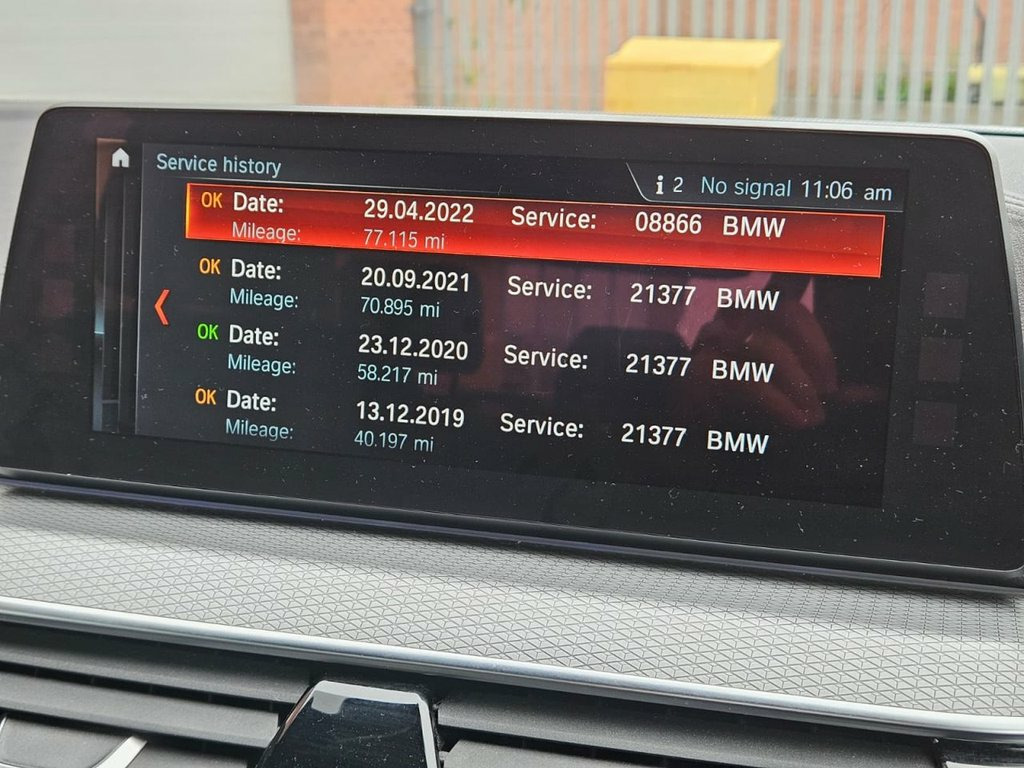 Service history
i 2 No signal 11:06 am
OK Date: 29.04.2022 Service: 08866 BMW
Mileage: 77.115 mi
OK Date: 20.09.2021 Service: 21377 BMW
Mileage: 70.895 mi
OK Date: 23.12.2020 Service: 21377 BMW
Mileage: 58.217 mi
OK Date: 13.12.2019 Service: 21377 BMW
Mileage: 40.197 mi